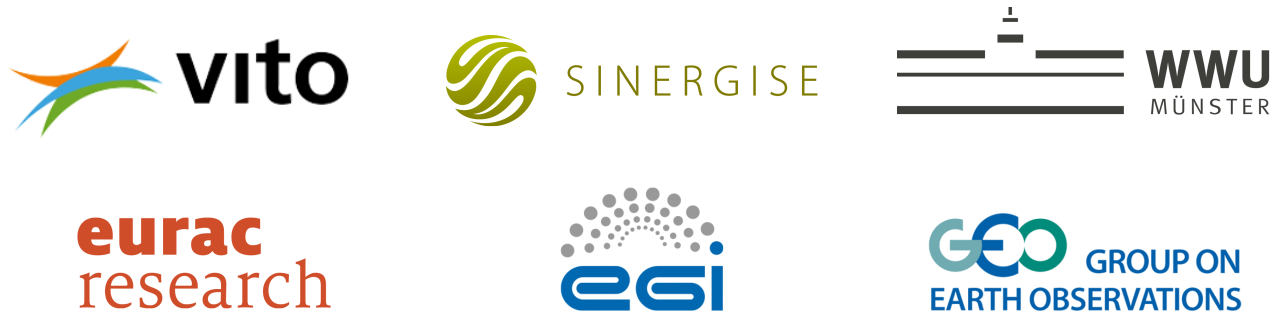 vito
SINERGISE
WWU
MÜNSTER
eurac
research
egi
GEO
GROUP ON
EARTH OBSERVATIONS